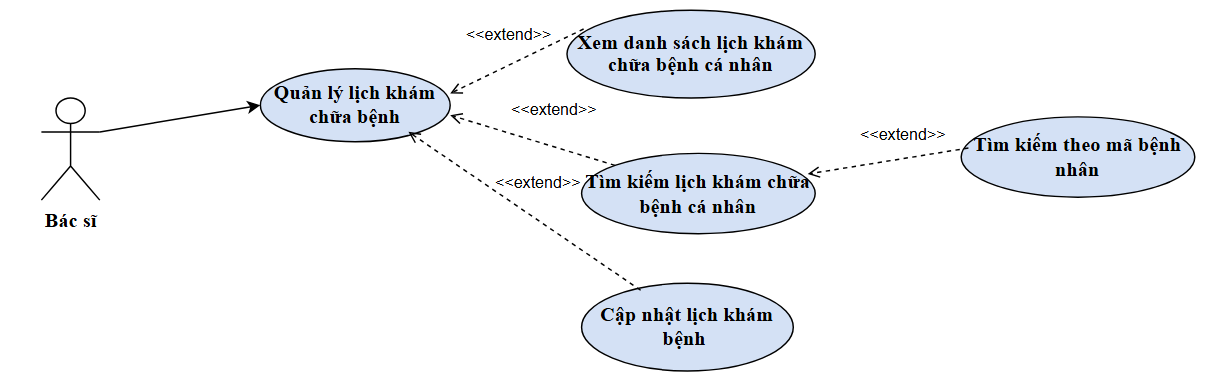 <<extend>>
Xem danh sách lịch khám
chữa bệnh cá nhân
Quản lý lịch khám
chữa bệnh
<<extend>>
<<extend>>
Tìm kiếm theo mã bệnh
nhân
<<extend>>
Tìm kiếm lịch khám chữa
bệnh cá nhân
Bác sĩ
Cập nhật lịch khám
bệnh